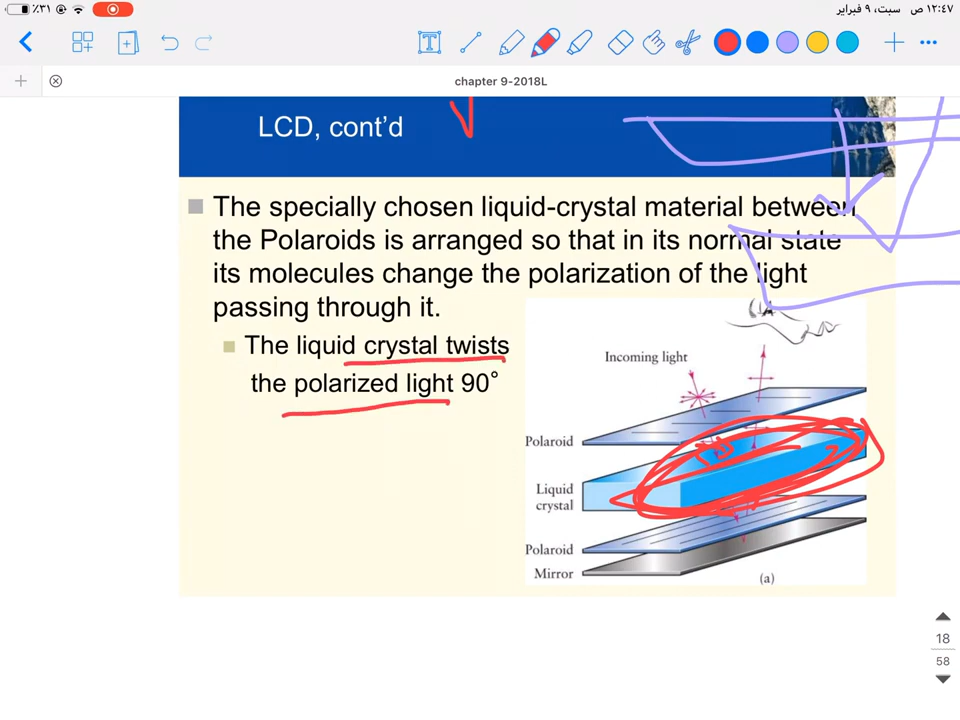 ٪٣١
١٢:٤٧ ص سبت، ٩ فبراير
T
chapter 9-2018L
LCD, cont’d
The specially chosen liquid-crystal material between
the Polaroids is arranged so that in its normal state
its molecules change the polarization of the light
passing through it.
The liquid crystal twists
the polarized light 90°
Incoming light
Polaroid
Liquid
crystal
Polaroid
Mirror
(a)
18
58